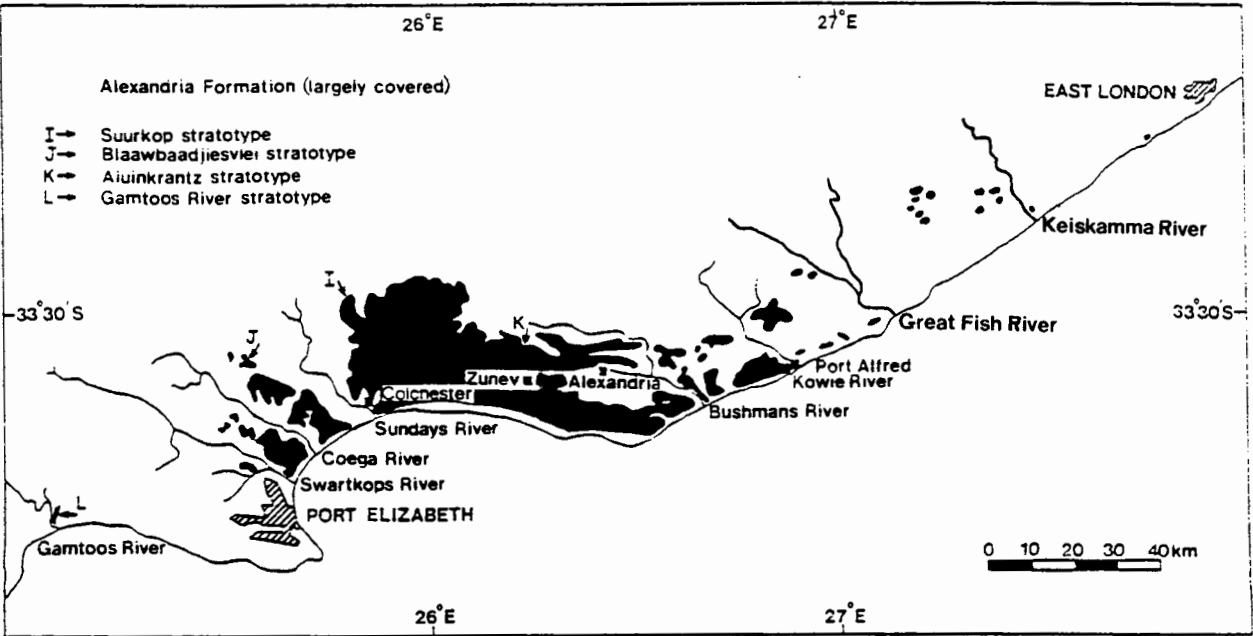 26°E
27°E
Alexandria Formation (largely covered)
I→ Suurkop stratotype
J→ Blaawbaadjiesvlei stratotype
K→ Aluinkrantz stratotype
L→ Gamtoos River stratotype
EAST LONDON
Keiskamma River
I
33°30'S
33°30'S
K
Great Fish River
J
Port Alfred
Zuney
Alexandria
Kowie River
Colchester
Bushmans River
Sundays River
Coega River
Swartkops River
L
PORT ELIZABETH
Gamtoos River
0 10 20 30 40 km
26°E
27°E